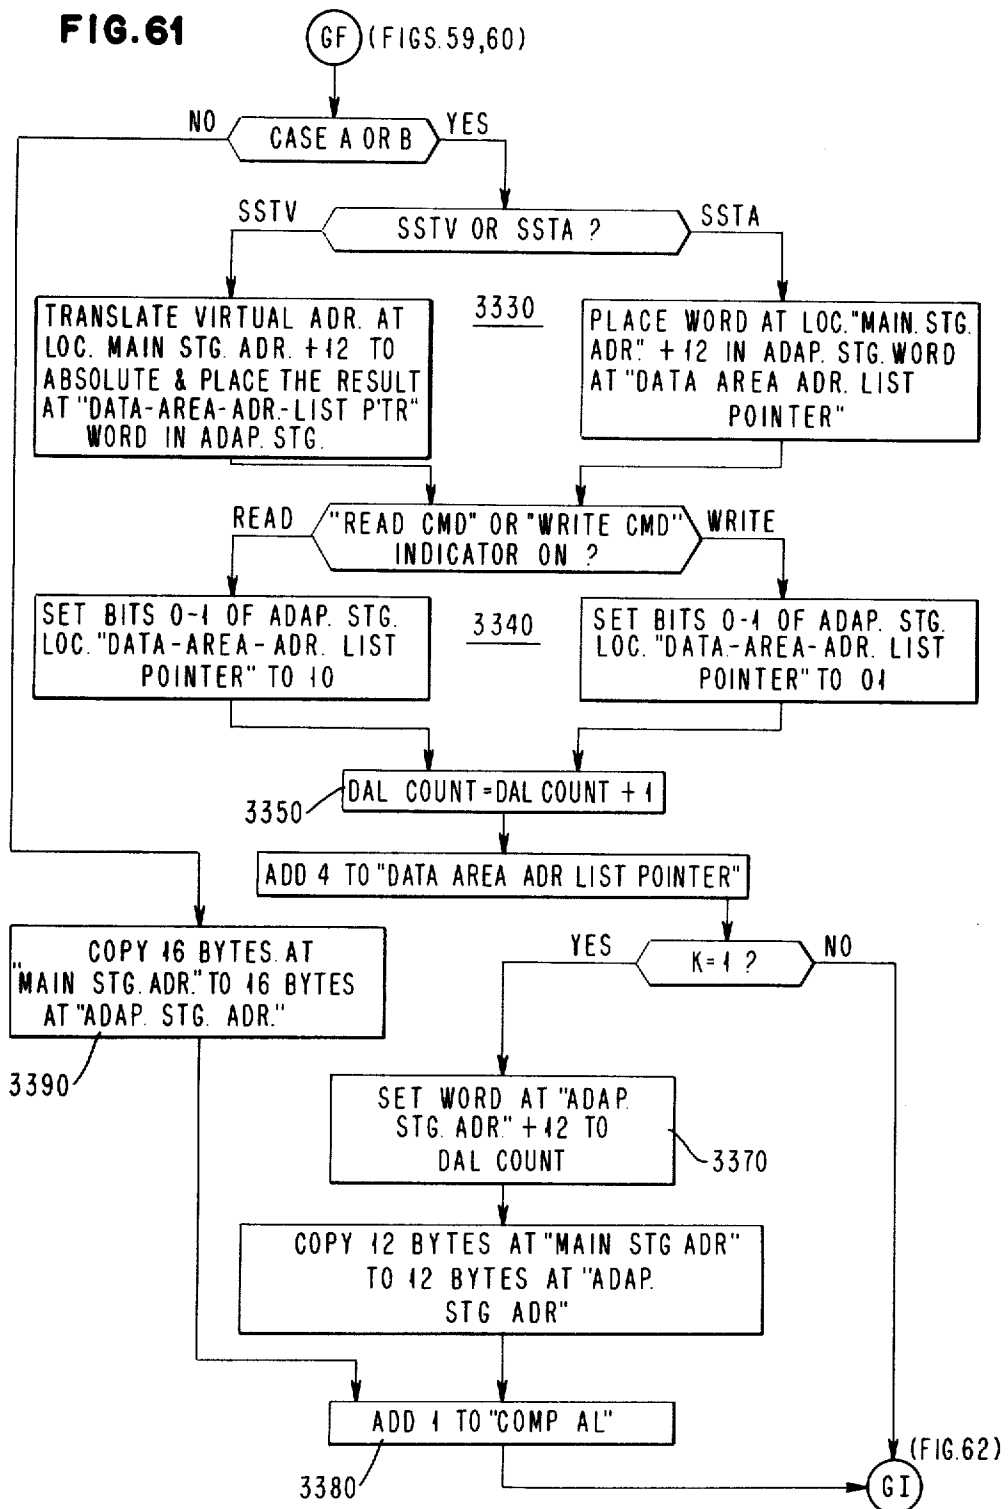 FIG.61
GF (FIGS.59,60)
NO
CASE A OR B
YES
SSTV
SSTV OR SSTA ?
SSTA
TRANSLATE VIRTUAL ADR. AT
LOC. MAIN STG. ADR. +12 TO
ABSOLUTE & PLACE THE RESULT
AT "DATA-AREA-ADR.-LIST P'TR"
WORD IN ADAP. STG.
3330
PLACE WORD AT LOC."MAIN. STG.
ADR" +12 IN ADAP. STG. WORD
AT "DATA AREA ADR. LIST
POINTER"
READ
"READ CMD" OR "WRITE CMD"
INDICATOR ON ?
WRITE
SET BITS 0-1 OF ADAP. STG.
LOC. "DATA-AREA-ADR. LIST
POINTER" TO 10
3340
SET BITS 0-1 OF ADAP. STG.
LOC. "DATA-AREA-ADR. LIST
POINTER" TO 01
DAL COUNT=DAL COUNT +1
3350
ADD 4 TO "DATA AREA ADR LIST POINTER"
COPY 16 BYTES. AT
"MAIN STG. ADR." TO 16 BYTES
AT "ADAP. STG. ADR."
3390
YES
K=1 ?
NO
SET WORD AT "ADAP.
STG. ADR." +12 TO
DAL COUNT
3370
COPY 12 BYTES AT "MAIN STG ADR"
TO 12 BYTES AT "ADAP.
STG ADR"
ADD 1 TO "COMP AL"
3380
(FIG.62)
GI